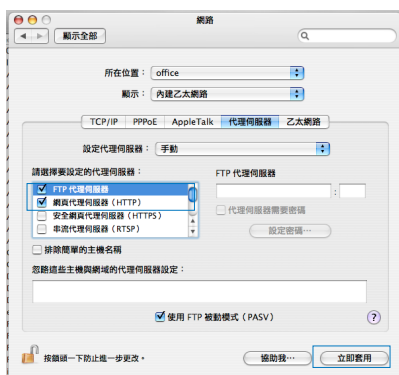 網路
顯示全部
所在位置： office
顯示： 內建乙太網路
TCP/IP PPPoE AppleTalk 代理伺服器 乙太網路
設定代理伺服器： 手動
請選擇要設定的代理伺服器： FTP 代理伺服器
FTP 代理伺服器
網頁代理伺服器（HTTP） :
安全網頁代理伺服器（HTTPS） 代理伺服器需要密碼
串流代理伺服器（RTSP） 設定密碼⋯
排除簡單的主機名稱
忽略這些主機與網域的代理伺服器設定：
使用 FTP 被動模式（PASV） ?
按鎖頭一下防止進一步更改。 協助我⋯ 立即套用